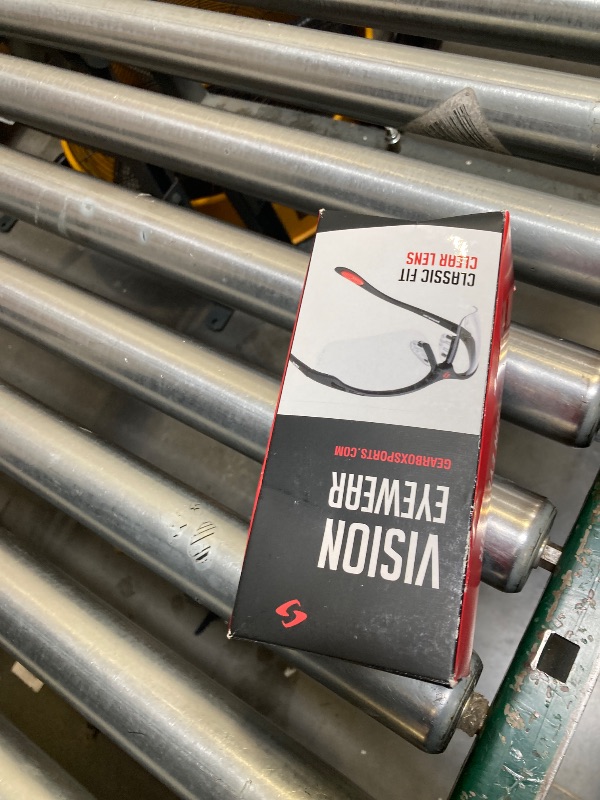 VISION
EYEWEAR
GEARBOXSPORTS.COM
CLASSIC FIT
CLEAR LENS